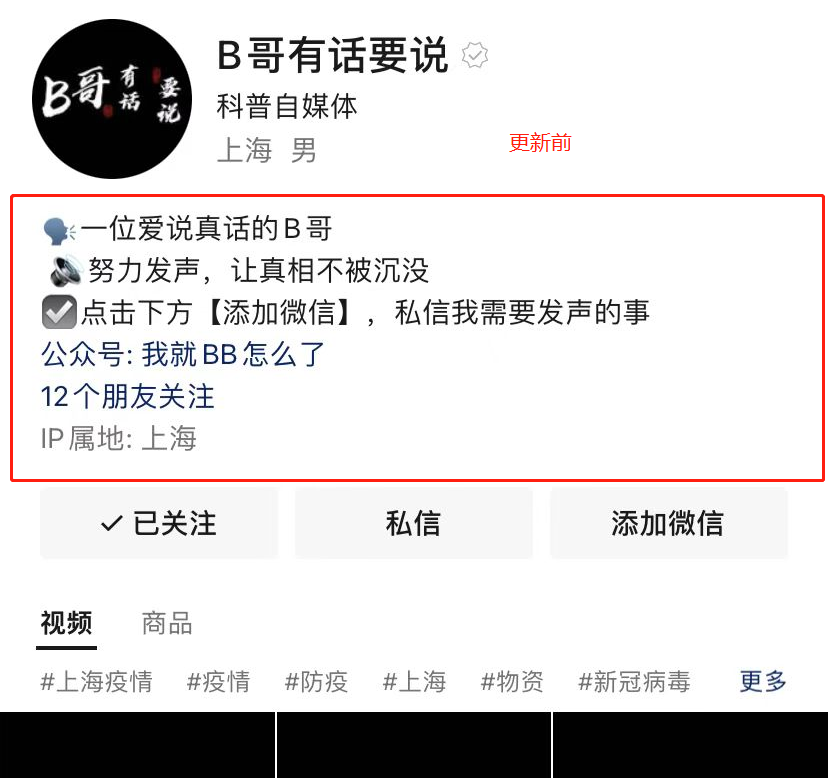 B哥有话要说
B哥有话要说
科普自媒体
上海 男
更新前
一位爱说真话的B哥
努力发声，让真相不被沉没
点击下方【添加微信】，私信我需要发声的事
公众号: 我就BB怎么了
12个朋友关注
IP属地: 上海
已关注
私信
添加微信
视频 商品
#上海疫情 #疫情 #防疫 #上海 #物资 #新冠病毒 更多